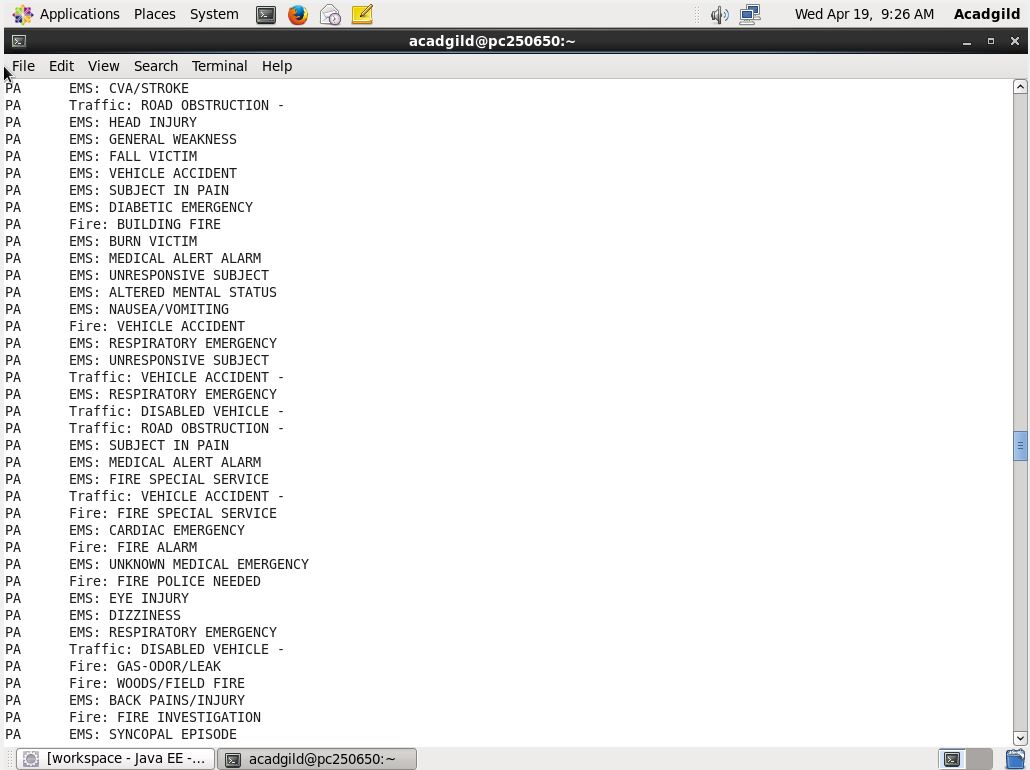 Applications Places System Wed Apr 19, 9:26 AM Acadgild
acadgild@pc250650:~
File Edit View Search Terminal Help
PA EMS: CVA/STROKE
PA Traffic: ROAD OBSTRUCTION -
PA EMS: HEAD INJURY
PA EMS: GENERAL WEAKNESS
PA EMS: FALL VICTIM
PA EMS: VEHICLE ACCIDENT
PA EMS: SUBJECT IN PAIN
PA EMS: DIABETIC EMERGENCY
PA Fire: BUILDING FIRE
PA EMS: BURN VICTIM
PA EMS: MEDICAL ALERT ALARM
PA EMS: UNRESPONSIVE SUBJECT
PA EMS: ALTERED MENTAL STATUS
PA EMS: NAUSEA/VOMITING
PA Fire: VEHICLE ACCIDENT
PA EMS: RESPIRATORY EMERGENCY
PA EMS: UNRESPONSIVE SUBJECT
PA Traffic: VEHICLE ACCIDENT -
PA EMS: RESPIRATORY EMERGENCY
PA Traffic: DISABLED VEHICLE -
PA Traffic: ROAD OBSTRUCTION -
PA EMS: SUBJECT IN PAIN
PA EMS: MEDICAL ALERT ALARM
PA EMS: FIRE SPECIAL SERVICE
PA Traffic: VEHICLE ACCIDENT -
PA Fire: FIRE SPECIAL SERVICE
PA EMS: CARDIAC EMERGENCY
PA Fire: FIRE ALARM
PA EMS: UNKNOWN MEDICAL EMERGENCY
PA Fire: FIRE POLICE NEEDED
PA EMS: EYE INJURY
PA EMS: DIZZINESS
PA EMS: RESPIRATORY EMERGENCY
PA Traffic: DISABLED VEHICLE -
PA Fire: GAS-ODOR/LEAK
PA Fire: WOODS/FIELD FIRE
PA EMS: BACK PAINS/INJURY
PA Fire: FIRE INVESTIGATION
PA EMS: SYNCOPAL EPISODE
[workspace - Java EE -... acadgild@pc250650:~